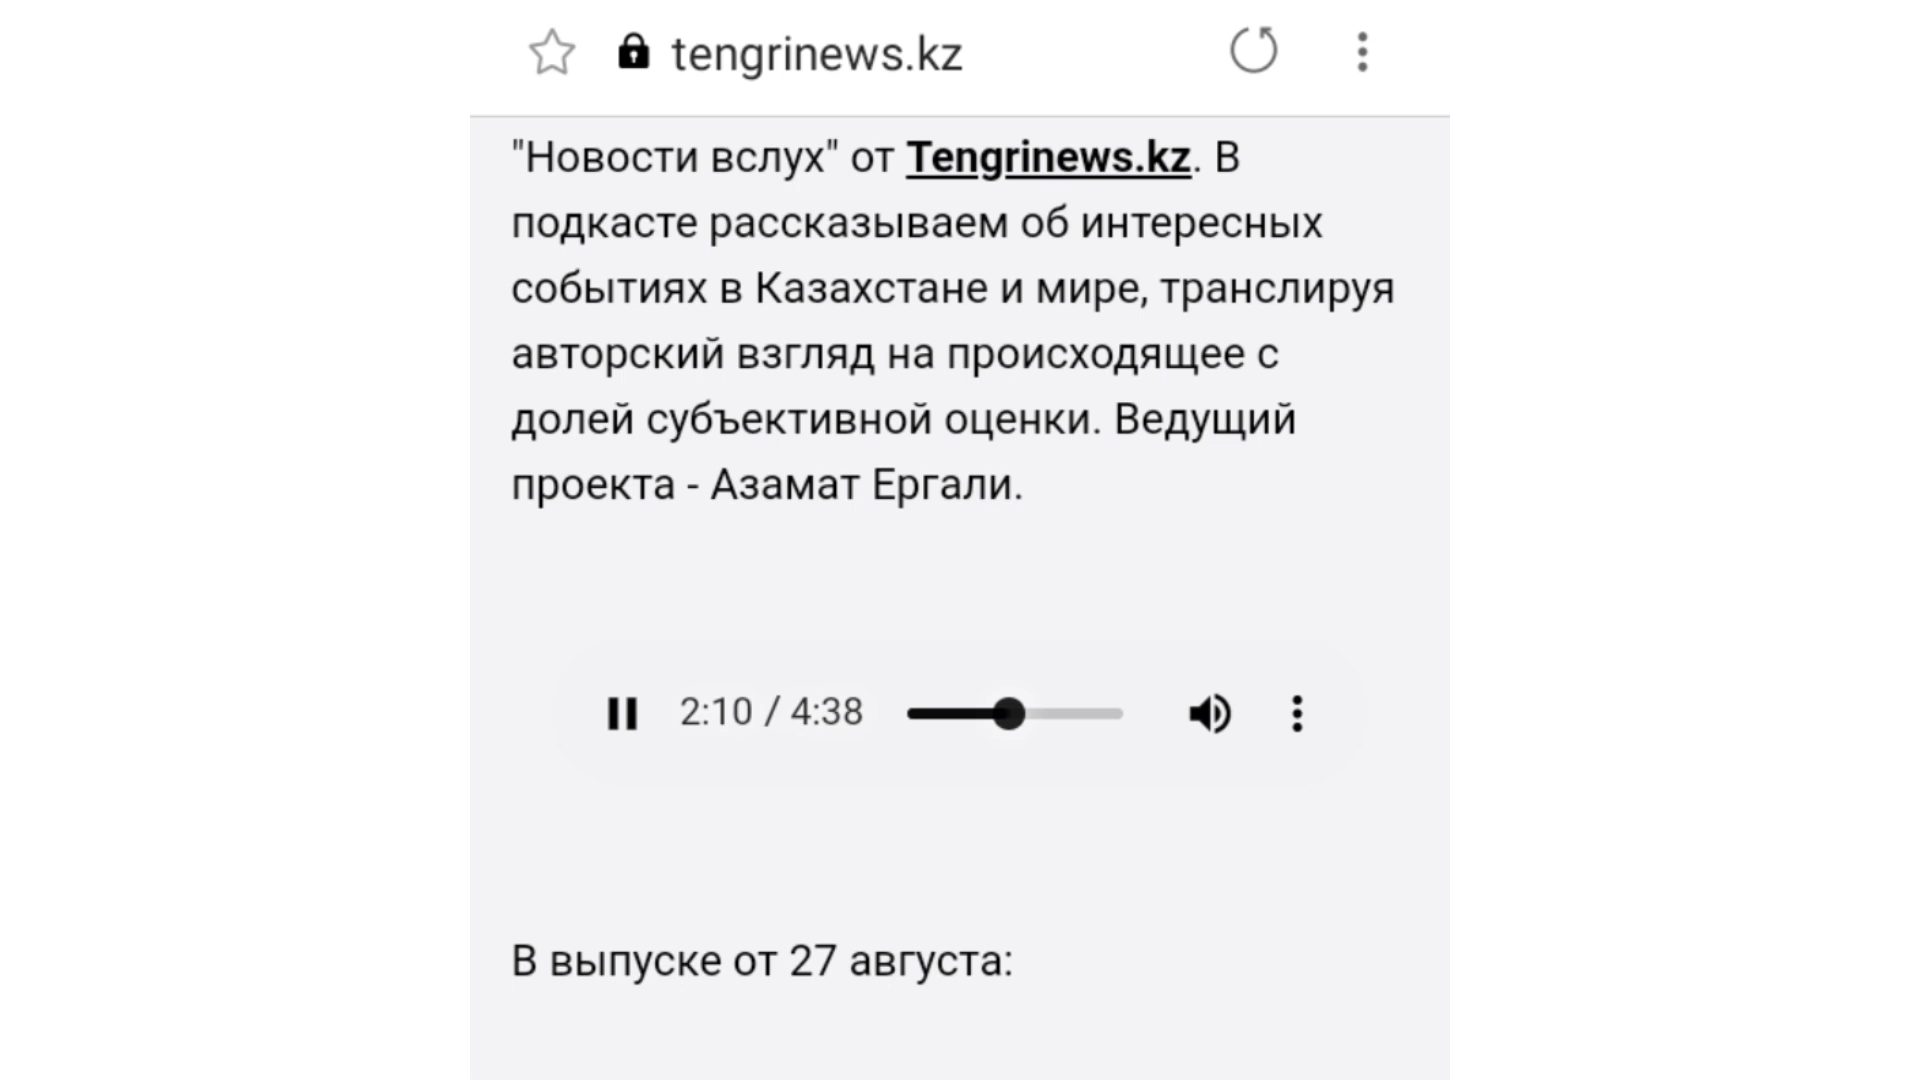 tengrinews.kz
"Новости вслух" от Tengrinews.kz. В
подкасте рассказываем об интересных
событиях в Казахстане и мире, транслируя
авторский взгляд на происходящее с
долей субъективной оценки. Ведущий
проекта - Азамат Ергали.
2:10 / 4:38
В выпуске от 27 августа: